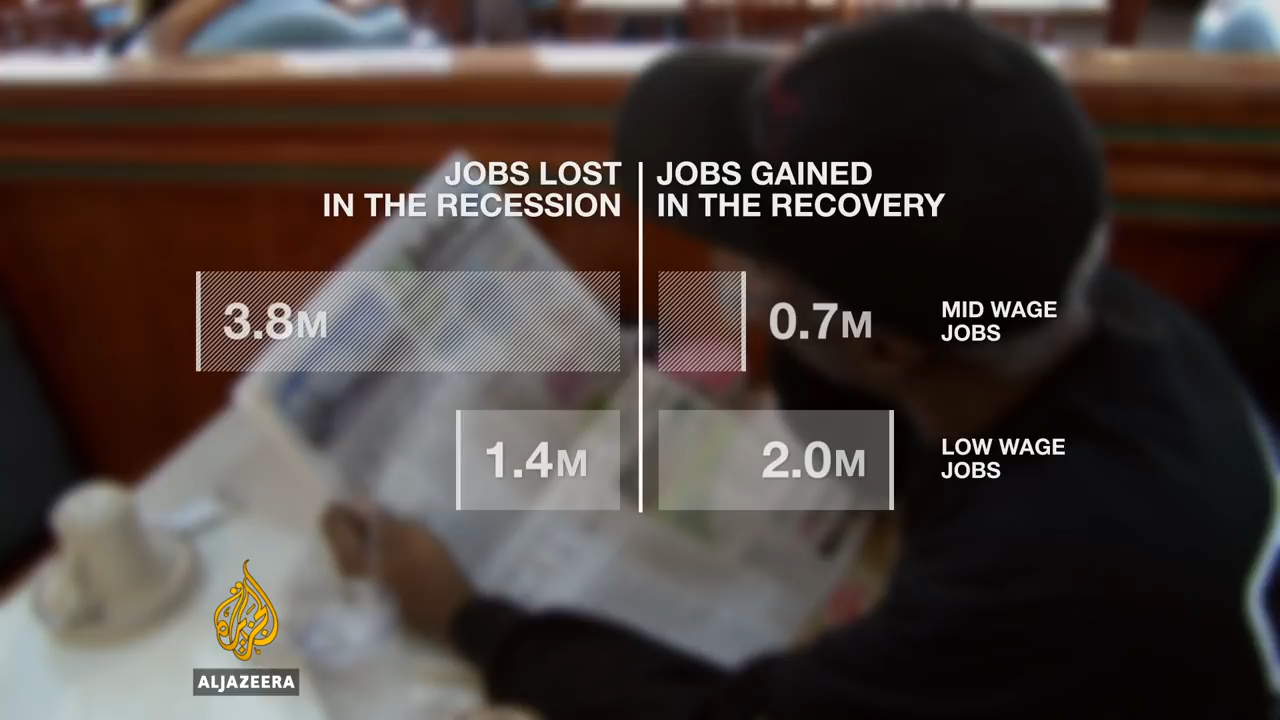 JOBS LOST
IN THE RECESSION
JOBS GAINED
IN THE RECOVERY
3.8M
0.7M
MID WAGE
JOBS
1.4M
2.0M
LOW WAGE
JOBS
الجزيرة
ALJAZEERA